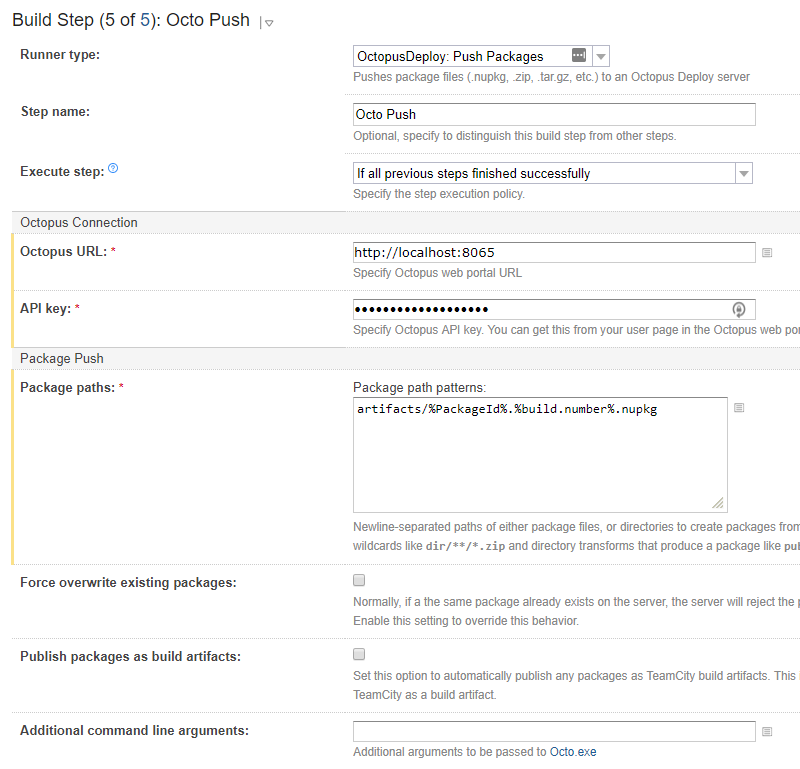 Build Step (5 of 5): Octo Push
Runner type:
OctopusDeploy: Push Packages
Pushes package files (.nupkg, .zip, .tar.gz, etc.) to an Octopus Deploy server
Step name:
Octo Push
Optional, specify to distinguish this build step from other steps.
Execute step: ?
If all previous steps finished successfully
Specify the step execution policy.
Octopus Connection
Octopus URL: *
http://localhost:8065
Specify Octopus web portal URL
API key: *
•••••••••••••••••••
Specify Octopus API key. You can get this from your user page in the Octopus web por
Package Push
Package paths: *
Package path patterns:
artifacts/%PackageId%.%build.number%.nupkg
Newline-separated paths of either package files, or directories to create packages from
wildcards like dir/**/*.zip and directory transforms that produce a package like pub
Force overwrite existing packages:
Normally, if a the same package already exists on the server, the server will reject the p
Enable this setting to override this behavior.
Publish packages as build artifacts:
Set this option to automatically publish any packages as TeamCity build artifacts. This i
TeamCity as a build artifact.
Additional command line arguments:
Additional arguments to be passed to Octo.exe